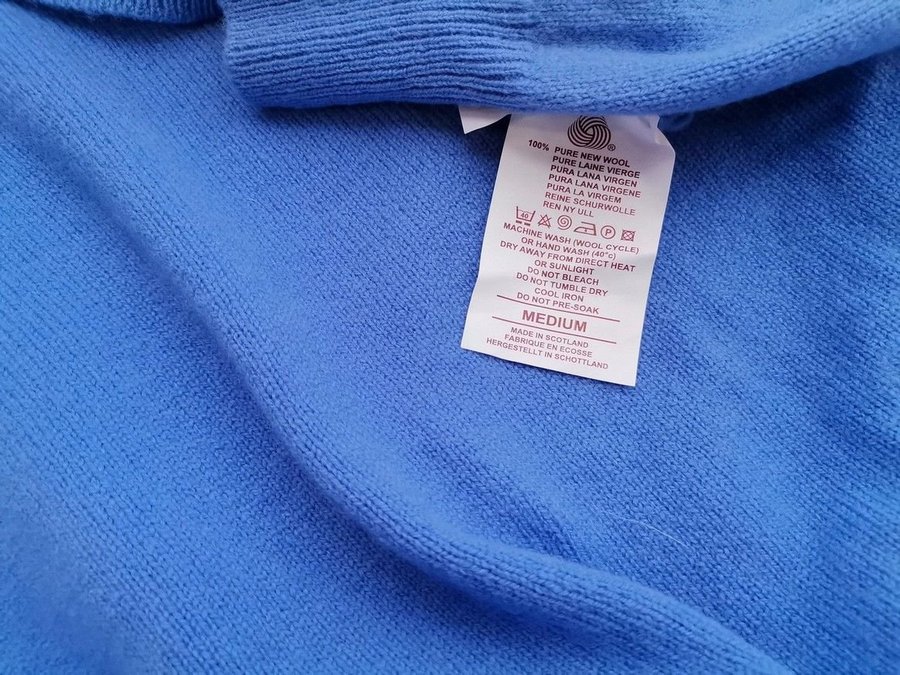 ®
100% PURE NEW WOOL
PURE LAINE VIERGE
PURA LANA VIRGEN
PURA LANA VIRGENE
PURA LA VIRGEM
REINE SCHURWOLLE
REN NY ULL
40 P
MACHINE WASH (WOOL CYCLE)
OR HAND WASH (40°c)
DRY AWAY FROM DIRECT HEAT
OR SUNLIGHT
DO NOT BLEACH
DO NOT TUMBLE DRY
COOL IRON
DO NOT PRE-SOAK
MEDIUM
MADE IN SCOTLAND
FABRIQUE EN ECOSSE
HERGESTELLT IN SCHOTTLAND